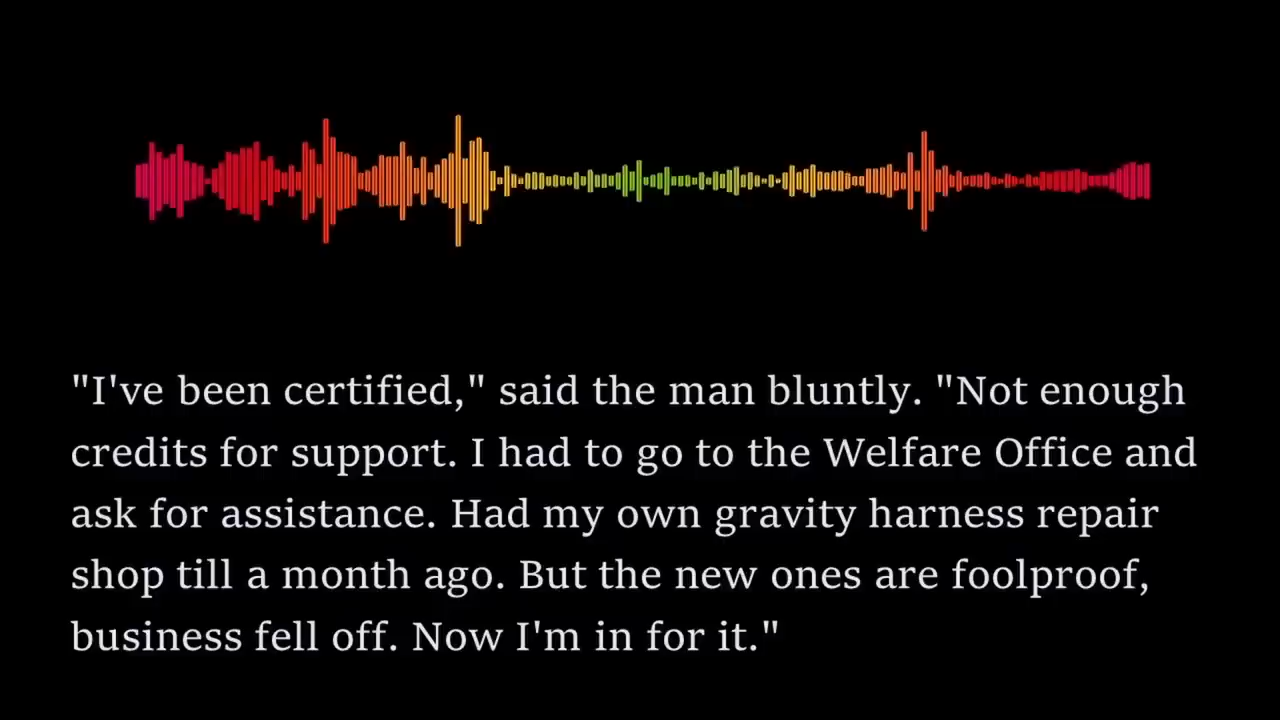 "I've been certified," said the man bluntly. "Not enough
credits for support. I had to go to the Welfare Office and
ask for assistance. Had my own gravity harness repair
shop till a month ago. But the new ones are foolproof,
business fell off. Now I'm in for it."